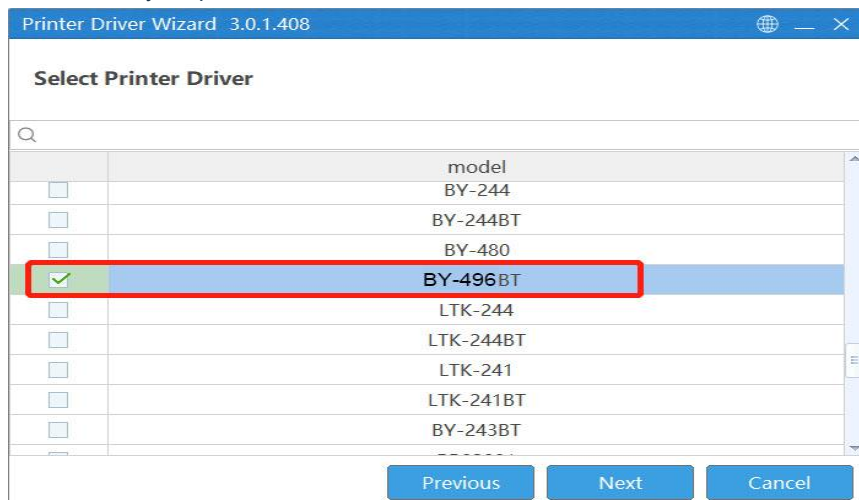 Printer Driver Wizard 3.0.1.408
Select Printer Driver
model
BY-244
BY-244BT
BY-480
BY-496BT
LTK-244
LTK-244BT
LTK-241
LTK-241BT
BY-243BT
Previous Next Cancel